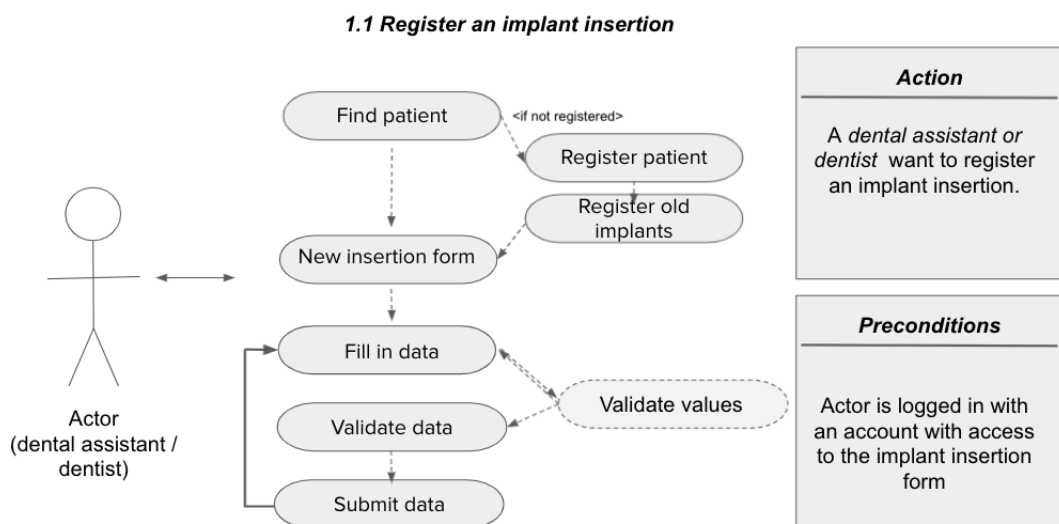 1.1 Register an implant insertion
Find patient
<if not registered>
Register patient
Register old
implants
New insertion form
Fill in data
Validate values
Validate data
Submit data
Actor
(dental assistant /
dentist)
Action
A dental assistant or
dentist want to register
an implant insertion.
Preconditions
Actor is logged in with
an account with access
to the implant insertion
form